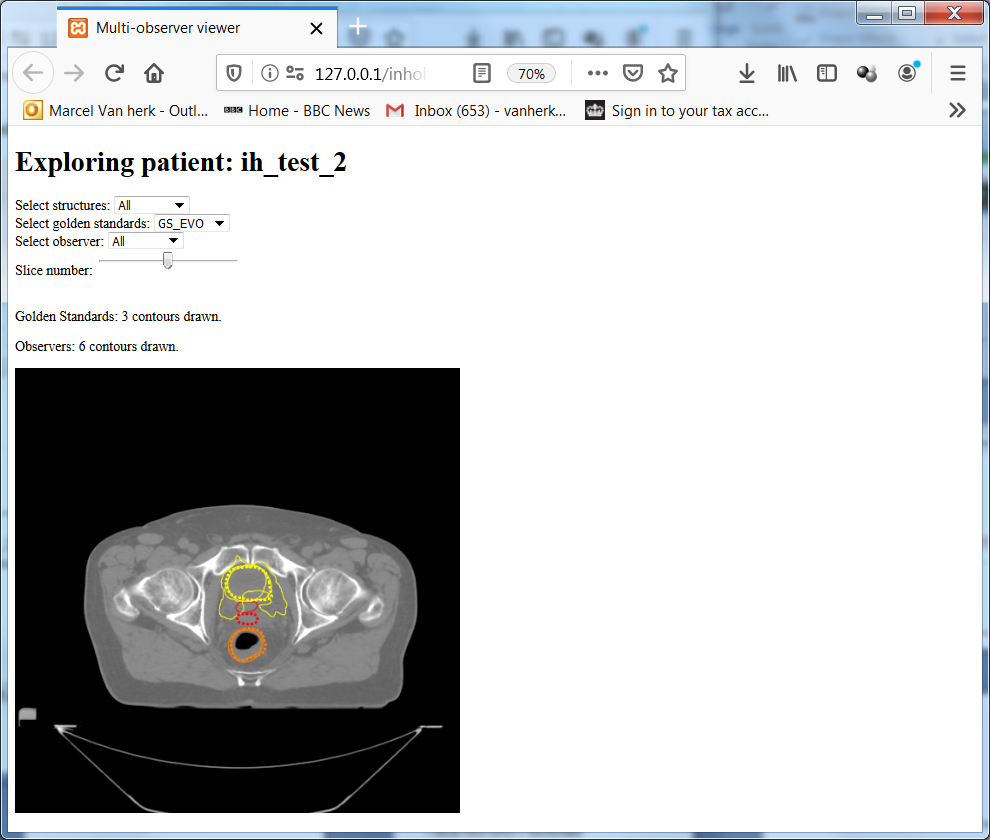 Multi-observer viewer
127.0.0.1/inhol
70%
Marcel Van herk - Outl...
BBC
Home - BBC News
Inbox (653) - vanherk...
Sign in to your tax acc...
Exploring patient: ih_test_2
Select structures: All
Select golden standards: GS_EVO
Select observer: All
Slice number:
Golden Standards: 3 contours drawn.
Observers: 6 contours drawn.